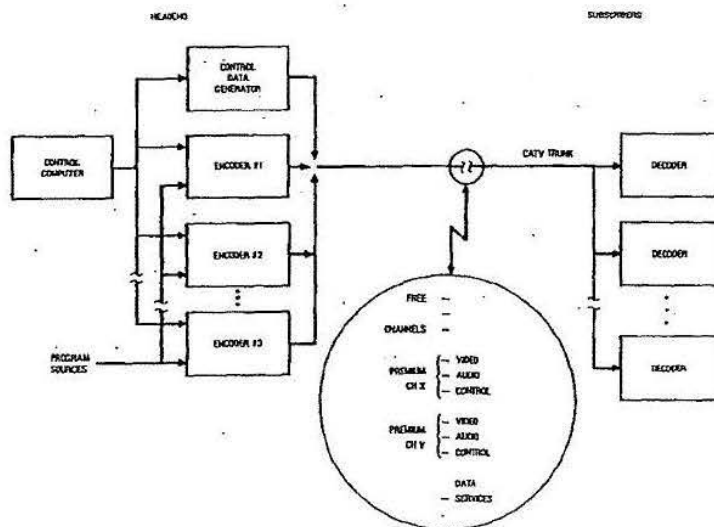 HEADEND
SUBSCRIBERS
CONTROL
DATA
GENERATOR
CONTROL
COMPUTER
ENCODER #1
ENCODER #2
ENCODER #3
PROGRAM
SOURCES
CATV TRUNK
DECODER
DECODER
DECODER
FREE
CHANNELS
PREMIUM
CH X
VIDEO
AUDIO
CONTROL
PREMIUM
CH Y
VIDEO
AUDIO
CONTROL
DATA
SERVICES